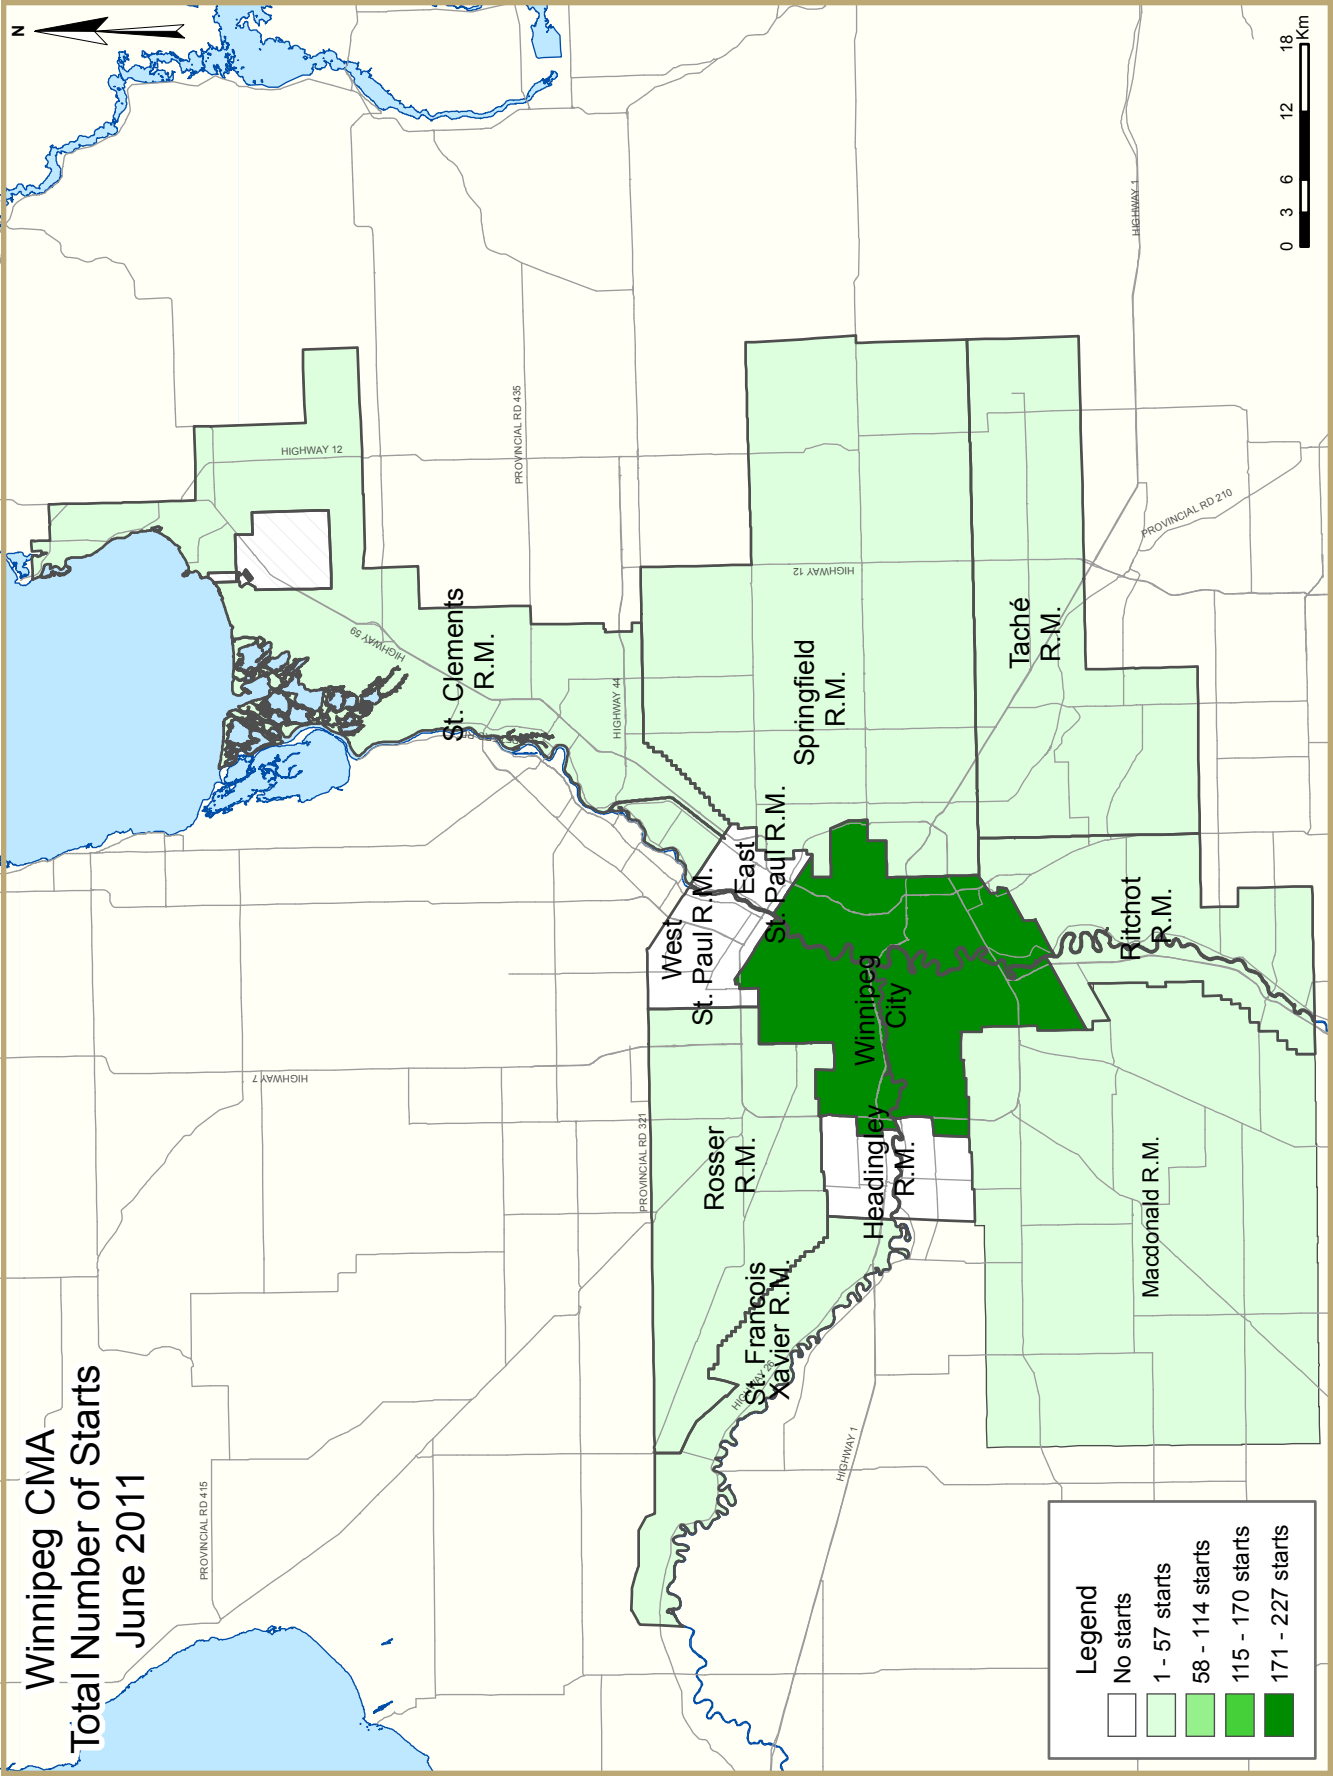 Winnipeg CMA
Total Number of Starts
June 2011
N
PROVINCIAL RD 415
HIGHWAY 7
PROVINCIAL RD 321
HIGHWAY 12
PROVINCIAL RD 435
HIGHWAY 59
HIGHWAY 44
St. Clements
R.M.
West
St. Paul R.M.
East
St. Paul R.M.
Rosser
R.M.
St. Francois
Xavier R.M.
HIGHWAY 26
Springfield
R.M.
HIGHWAY 12
Winnipeg
City
Headingley
R.M.
HIGHWAY 1
Taché
R.M.
HIGHWAY 1
PROVINCIAL RD 210
Ritchot
R.M.
Macdonald R.M.
Legend
No starts
1 - 57 starts
58 - 114 starts
115 - 170 starts
171 - 227 starts
0 3 6 12 18
Km